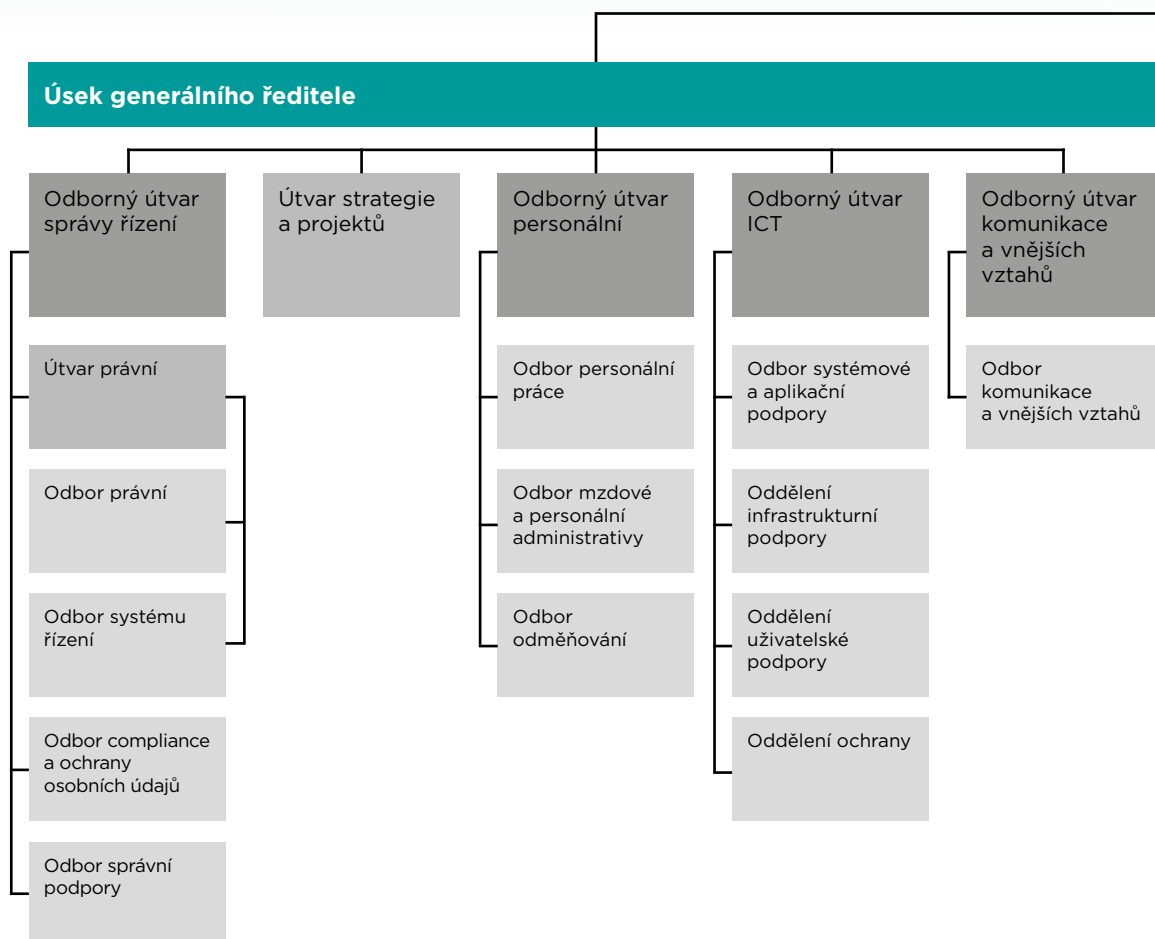 Úsek generálního ředitele
Odborný útvar
správy řízení
Útvar strategie
a projektů
Odborný útvar
personální
Odborný útvar
ICT
Odborný útvar
komunikace
a vnějších
vztahů
Útvar právní
Odbor personální
práce
Odbor systémové
a aplikační
podpory
Odbor
komunikace
a vnějších vztahů
Odbor právní
Odbor mzdové
a personální
administrativy
Oddělení
infrastrukturní
podpory
Odbor systému
řízení
Odbor
odměňování
Oddělení
uživatelské
podpory
Odbor compliance
a ochrany
osobních údajů
Oddělení ochrany
Odbor správní
podpory